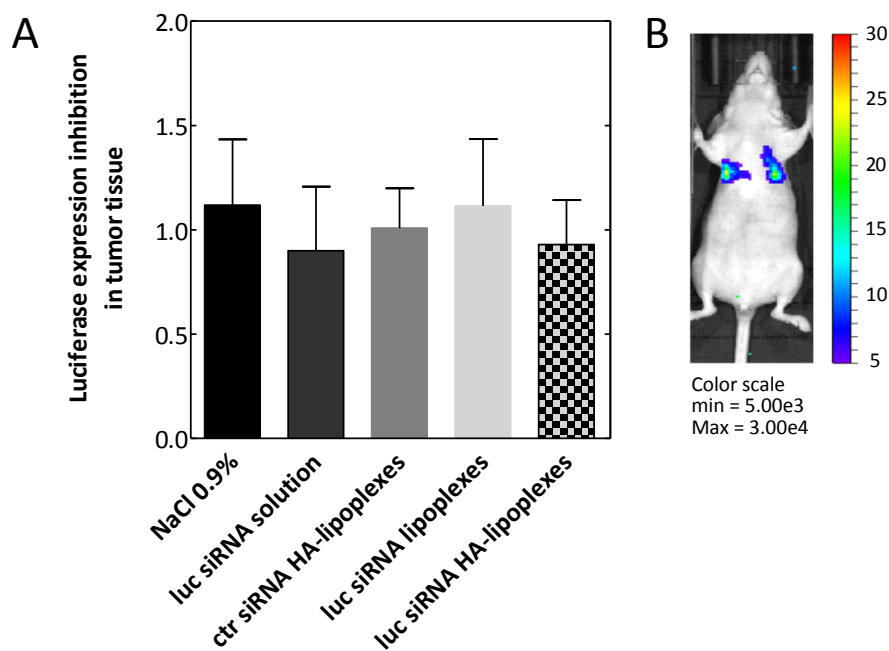 A
Luciferase expression inhibition
in tumor tissue
2.0
1.5
1.0
0.5
0.0
NaCl 0.9%
luc siRNA solution
ctr siRNA HA-lipoplexes
luc siRNA lipoplexes
luc siRNA HA-lipoplexes
B
30
25
20
15
10
5
Color scale
min = 5.00e3
Max = 3.00e4